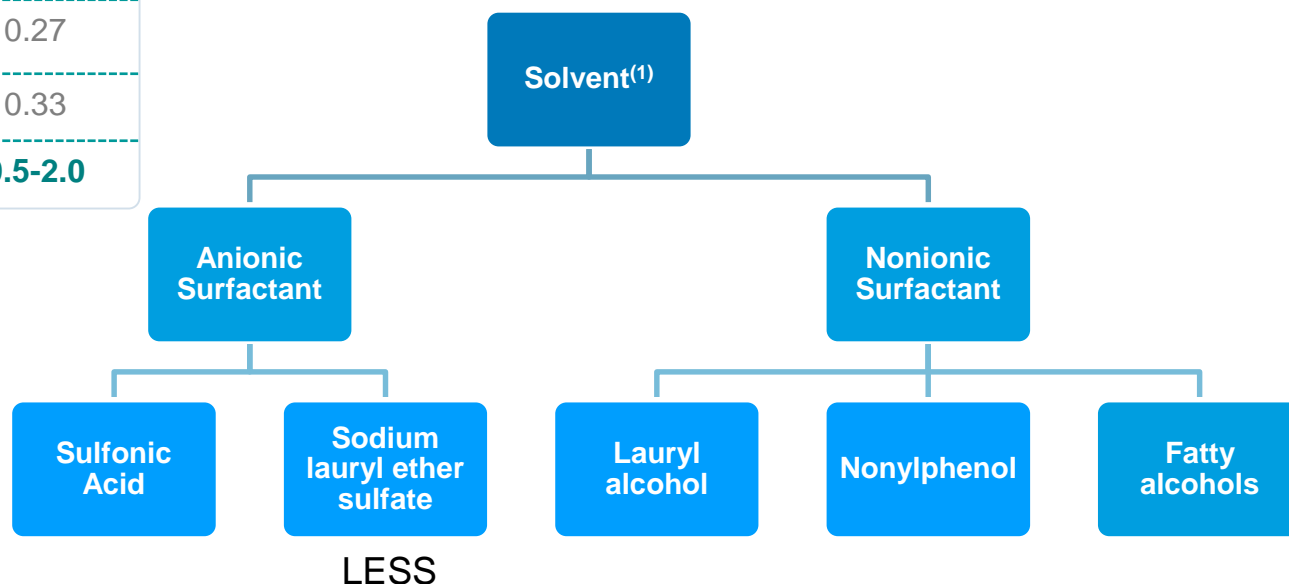 0.27
0.33
0.5-2.0
Solvent(1)
Anionic
Surfactant
Nonionic
Surfactant
Sulfonic
Acid
Sodium
lauryl ether
sulfate
Lauryl
alcohol
Nonylphenol
Fatty
alcohols
LESS